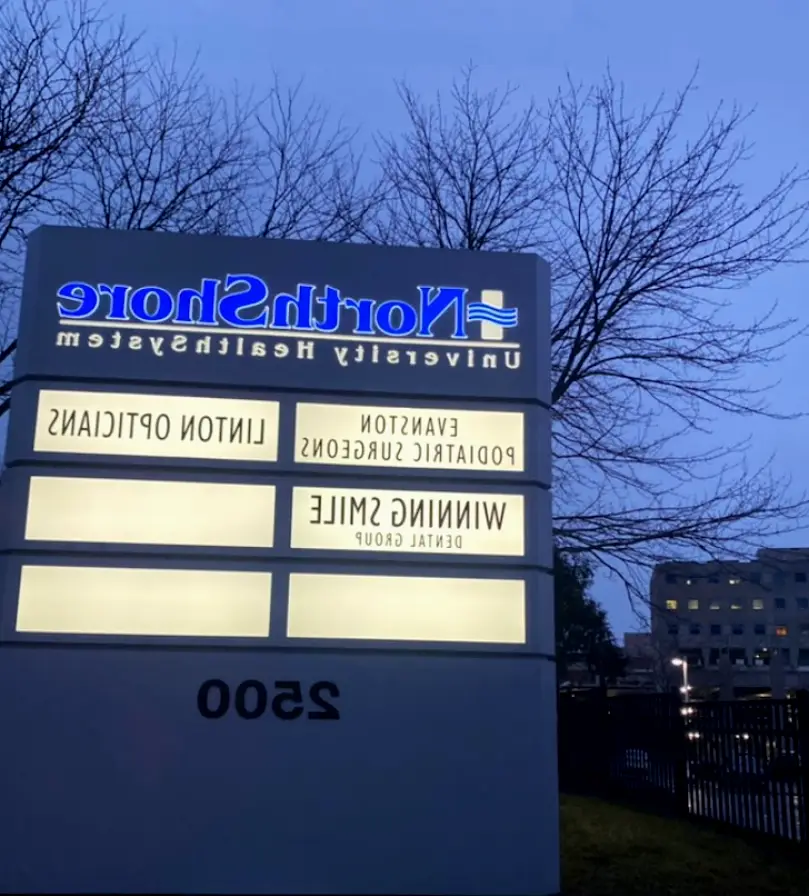 NorthShore
University HealthSystem
EVANSTON
PODIATRIC SURGEONS
LINTON OPTICIANS
WINNING SMILE
DENTAL GROUP
2500